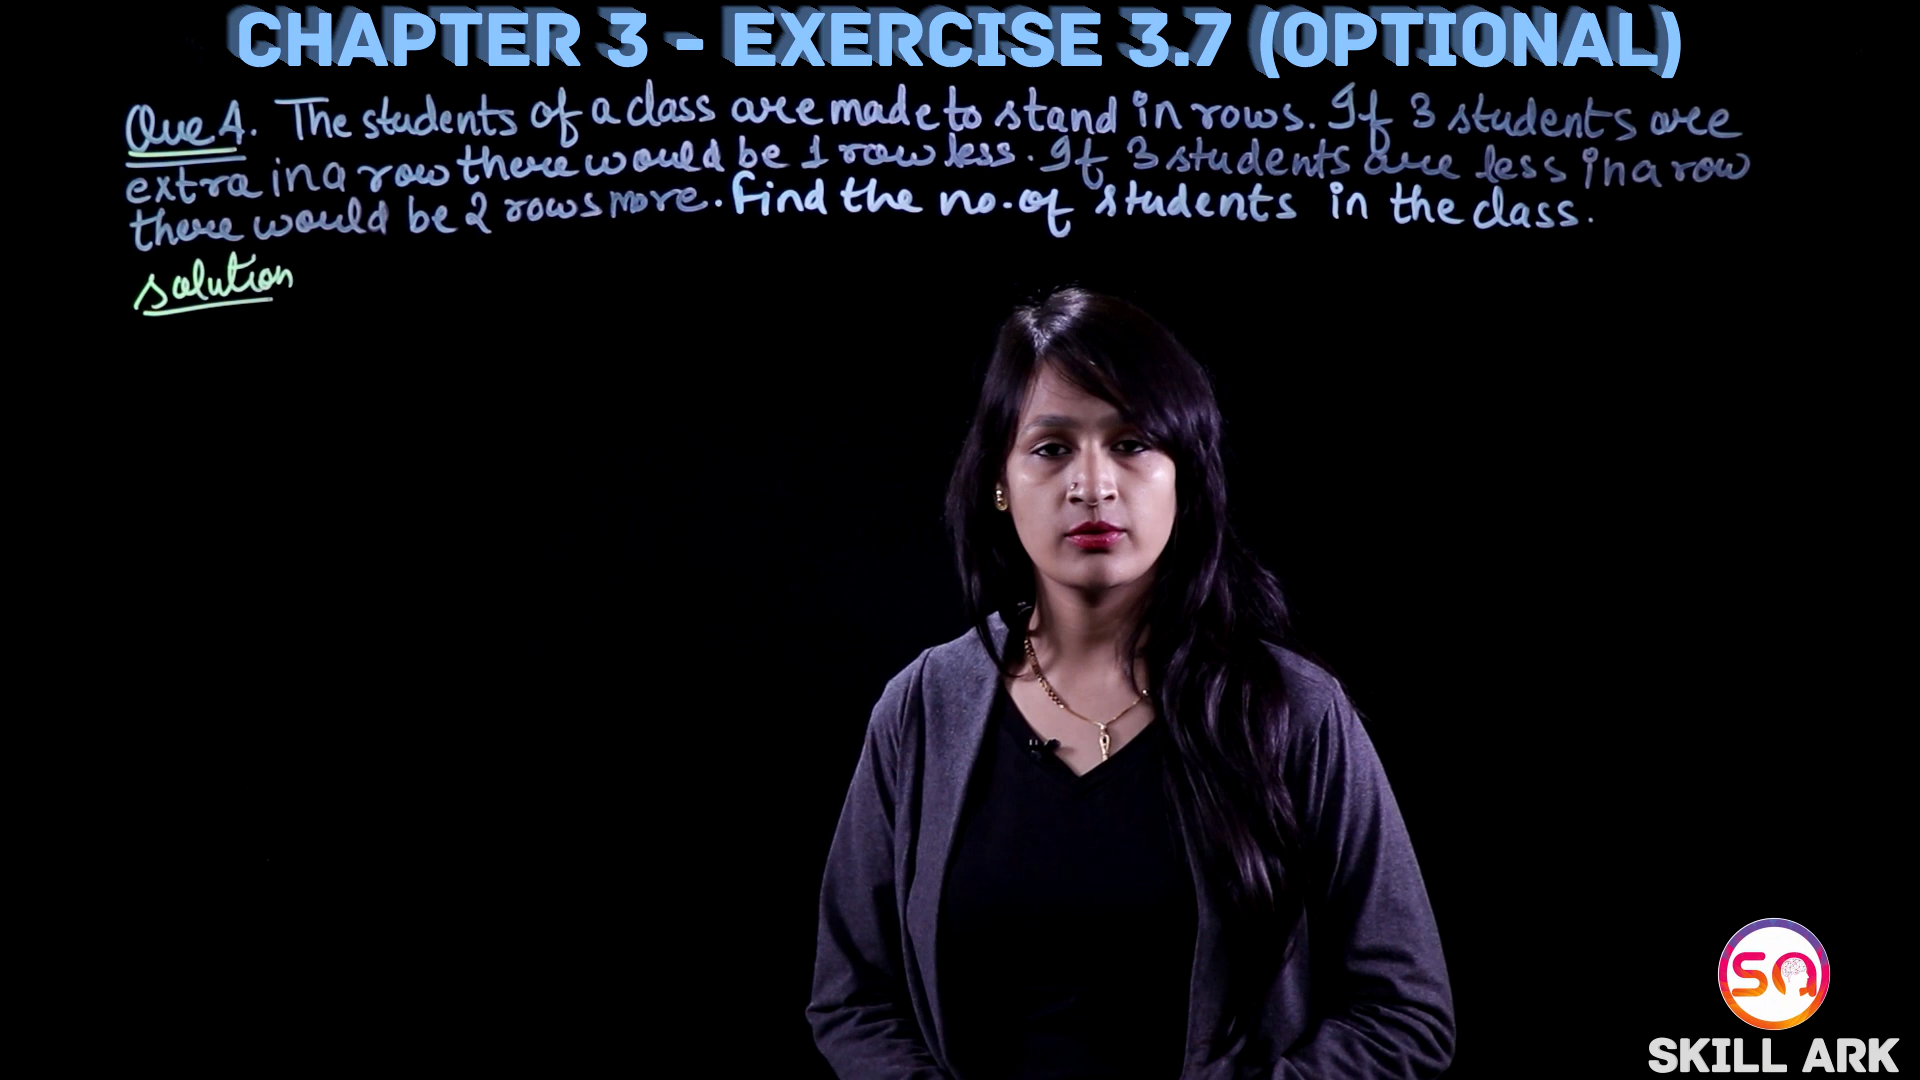 CHAPTER 3 - EXERCISE 3.7 (OPTIONAL)
Que 4. The students of a class are made to stand in rows. If 3 students are
extra in a row there would be 1 row less. If 3 students are less in a row
there would be 2 rows more. Find the no. of students in the class.
solution
SA
SKILL ARK